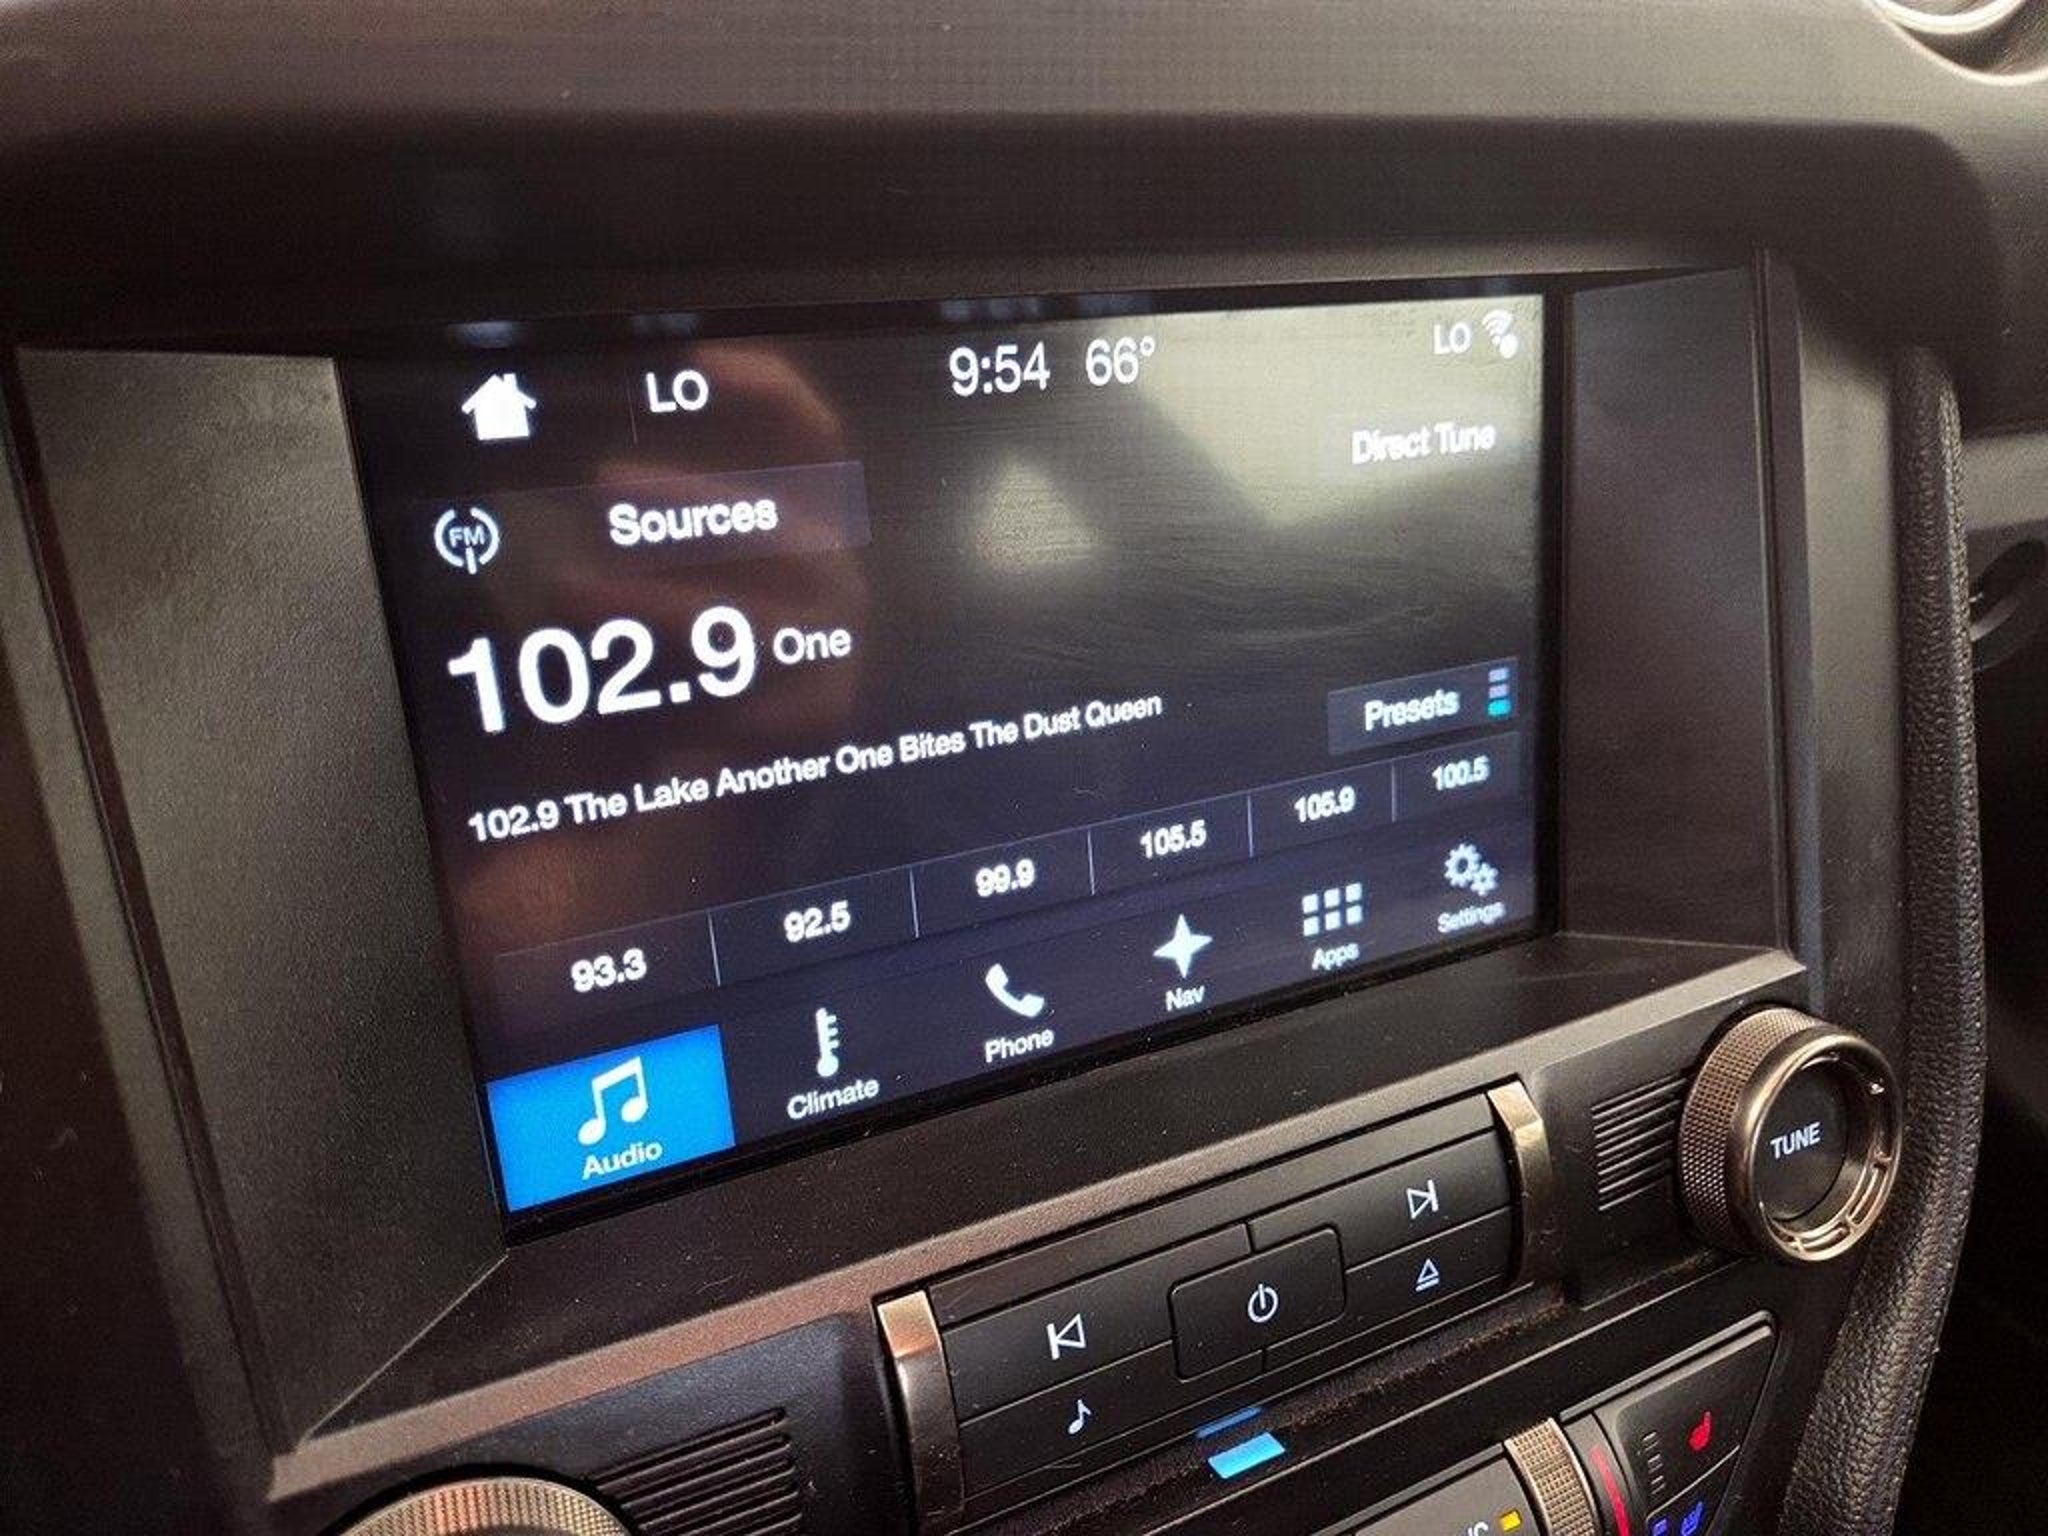 LO
9:54 66°
LO
Direct Tune
FM
Sources
102.9 One
102.9 The Lake Another One Bites The Dust Queen
Presets
93.3
92.5
99.9
105.5
105.9
100.5
Audio
Climate
Phone
Nav
Apps
Settings
TUNE